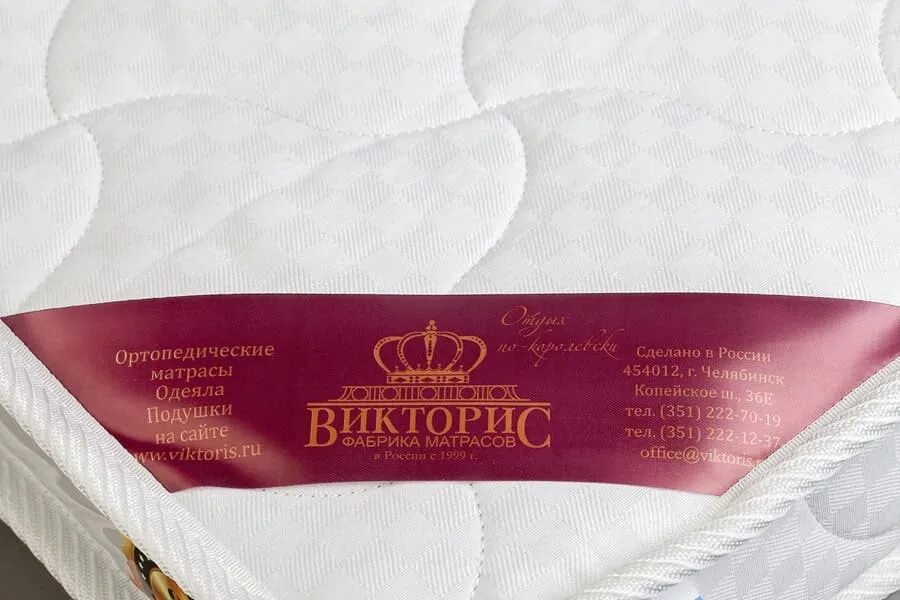 Ортопедические
матрасы
Одеяла
Подушки
на сайте
www.viktoris.ru
Отдых
по-королевски
ВИКТОРИС
ФАБРИКА МАТРАСОВ
в России с 1999 г.
Сделано в России
454012, г. Челябинск
Копейское ш., 36Е
тел. (351) 222-70-19
тел. (351) 222-12-37
office@viktoris.